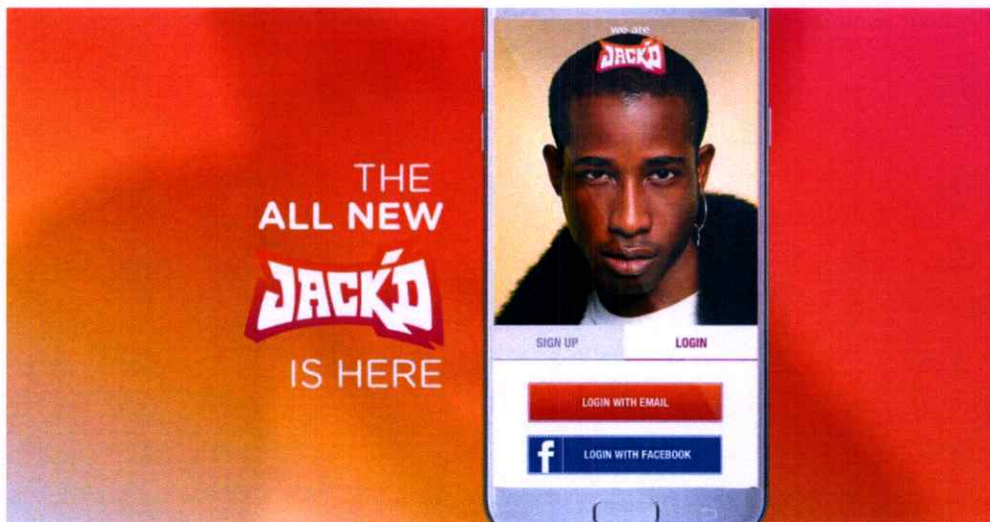 THE
ALL NEW
JACK'D
IS HERE
we are
JACK'D
SIGN UP
LOGIN
LOGIN WITH EMAIL
f
LOGIN WITH FACEBOOK